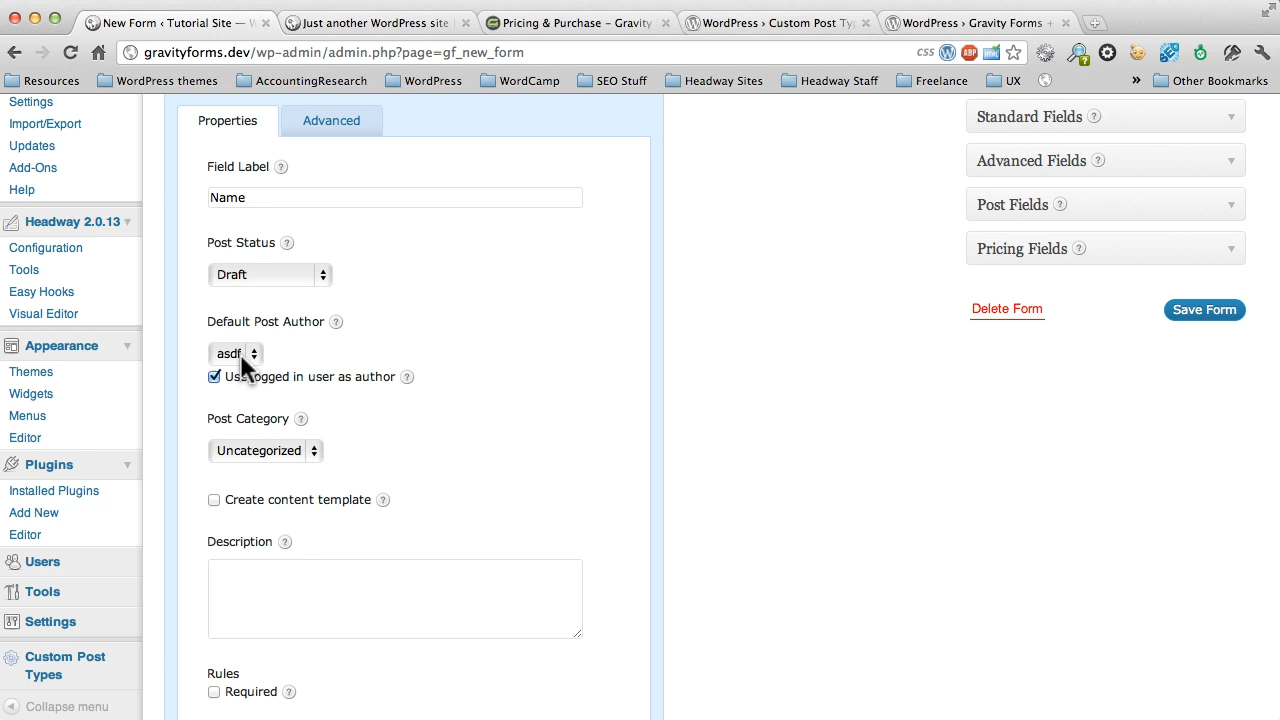 New Form ‹ Tutorial Site — W
Just another WordPress site
Pricing & Purchase - Gravity
WordPress › Custom Post Typ
WordPress › Gravity Forms +
gravityforms.dev/wp-admin/admin.php?page=gf_new_form
CSS
ABP
Resources
WordPress themes
AccountingResearch
WordPress
WordCamp
SEO Stuff
Headway Sites
Headway Staff
Freelance
UX
»
Other Bookmarks
Settings
Import/Export
Updates
Add-Ons
Help
Headway 2.0.13
Configuration
Tools
Easy Hooks
Visual Editor
Appearance
Themes
Widgets
Menus
Editor
Plugins
Installed Plugins
Add New
Editor
Users
Tools
Settings
Custom Post
Types
Collapse menu
Properties
Advanced
Field Label ?
Name
Post Status ?
Draft
Default Post Author ?
asdf
Use logged in user as author ?
Post Category ?
Uncategorized
Create content template ?
Description ?
Rules
Required ?
Standard Fields ?
Advanced Fields ?
Post Fields ?
Pricing Fields ?
Delete Form
Save Form